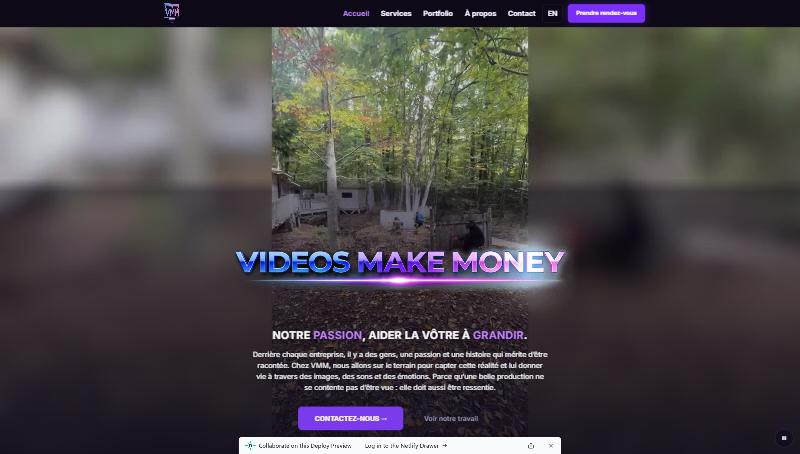 VMM
Accueil Services Portfolio À propos Contact EN Prendre rendez-vous
VIDEOS MAKE MONEY
NOTRE PASSION, AIDER LA VÔTRE À GRANDIR.
Derrière chaque entreprise, il y a des gens, une passion et une histoire qui mérite d'être
racontée. Chez VMM, nous allons sur le terrain pour capter cette réalité et lui donner
vie à travers des images, des sons et des émotions. Parce qu'une belle production ne
se contente pas d'être vue : elle doit aussi être ressentie.
CONTACTEZ-NOUS → Voir notre travail
Collaborate on this Deploy Preview Log in to the Netlify Drawer →